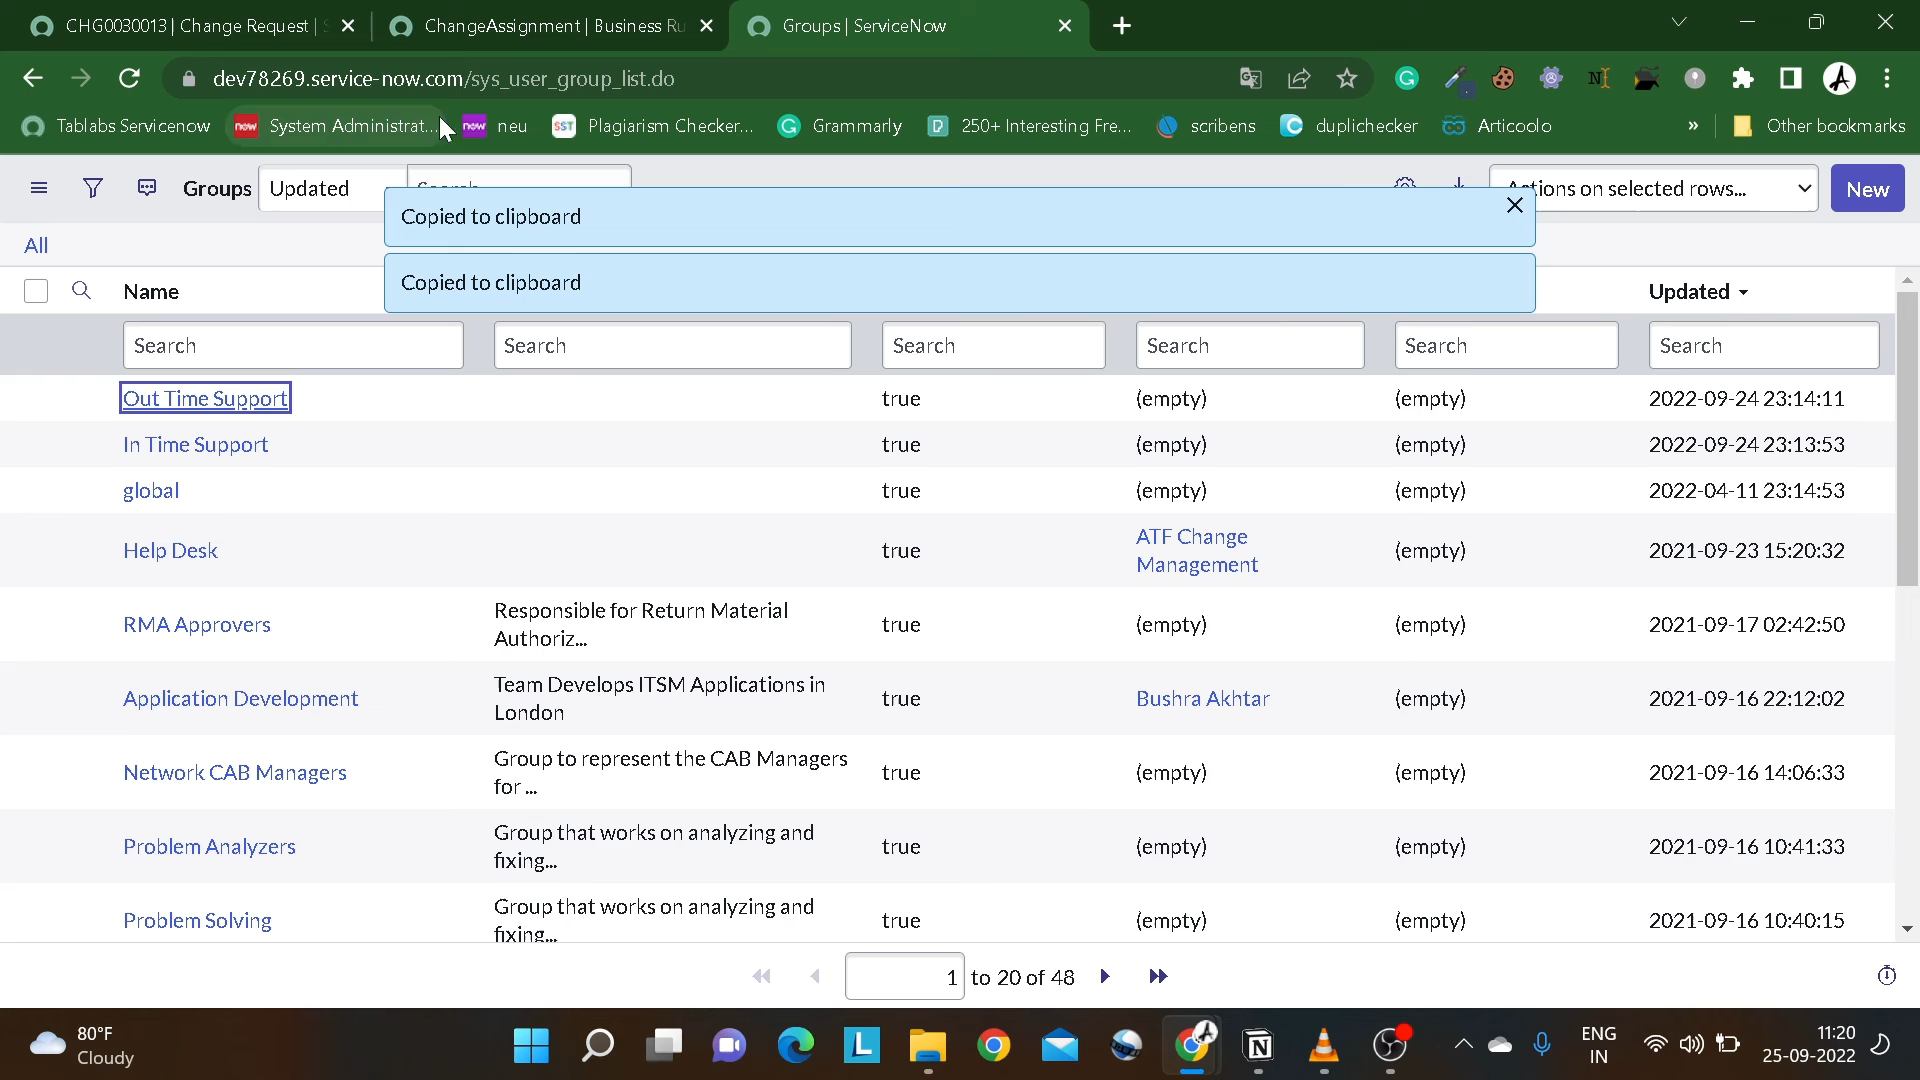 CHG0030013 | Change Request | S
ChangeAssignment | Business Ru
Groups | ServiceNow
dev78269.service-now.com/sys_user_group_list.do
Tablabs Servicenow
now System Administrat...
now neu
SST Plagiarism Checker...
Grammarly
250+ Interesting Fre...
scribens
duplichecker
Articoolo
»
Other bookmarks
Groups
Updated
Search
Actions on selected rows...
New
Copied to clipboard
All
Copied to clipboard
Name
Updated
Search Search Search Search Search Search
Out Time Support true (empty) (empty) 2022-09-24 23:14:11
In Time Support true (empty) (empty) 2022-09-24 23:13:53
global true (empty) (empty) 2022-04-11 23:14:53
Help Desk true ATF Change Management (empty) 2021-09-23 15:20:32
RMA Approvers Responsible for Return Material Authoriz... true (empty) (empty) 2021-09-17 02:42:50
Application Development Team Develops ITSM Applications in London true Bushra Akhtar (empty) 2021-09-16 22:12:02
Network CAB Managers Group to represent the CAB Managers for ... true (empty) (empty) 2021-09-16 14:06:33
Problem Analyzers Group that works on analyzing and fixing... true (empty) (empty) 2021-09-16 10:41:33
Problem Solving Group that works on analyzing and fixing... true (empty) (empty) 2021-09-16 10:40:15
1 to 20 of 48
80°F
Cloudy
ENG
IN
11:20
25-09-2022